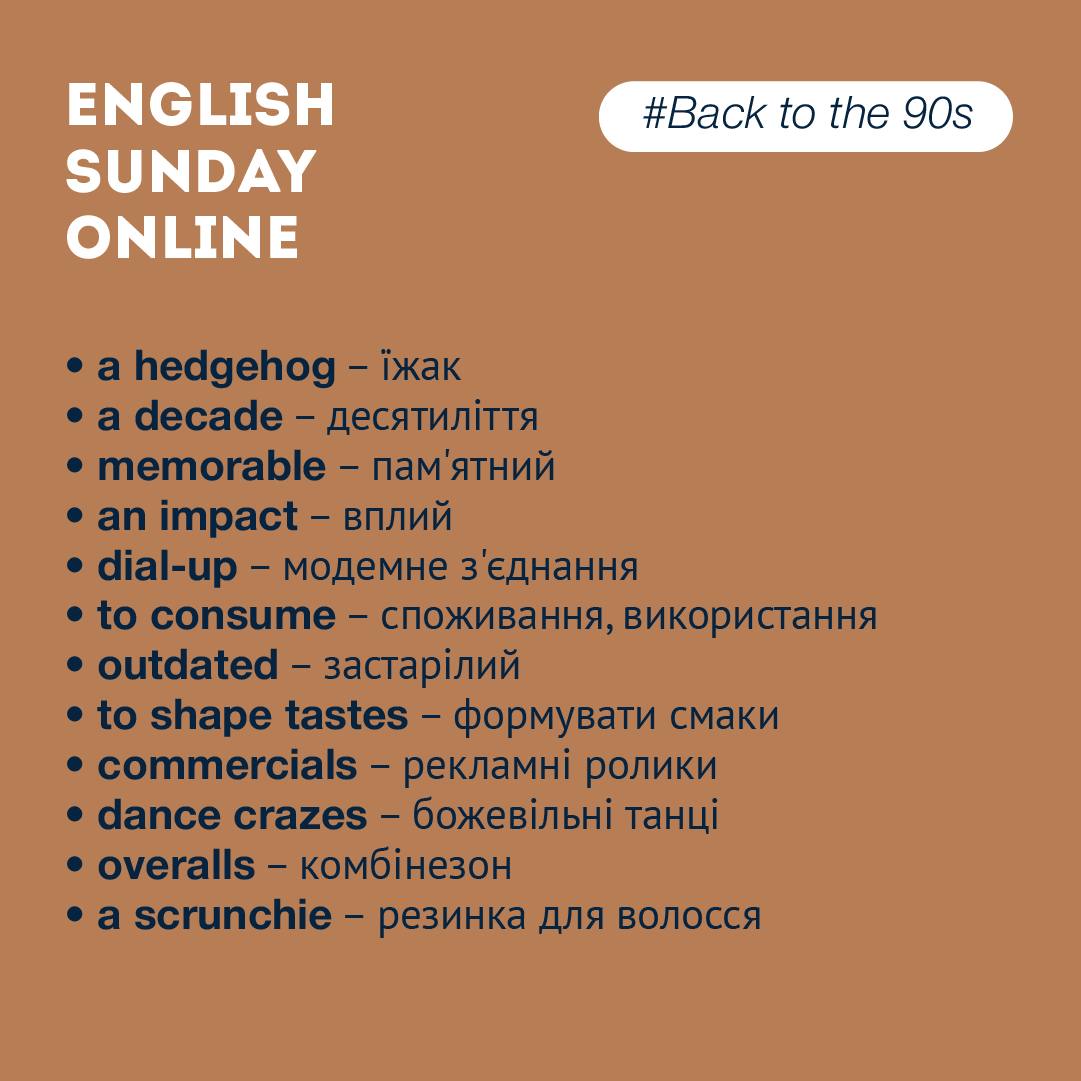 ENGLISH
SUNDAY
ONLINE
#Back to the 90s
• a hedgehog – їжак
• a decade – десятиліття
• memorable – пам'ятний
• an impact – вплий
• dial-up – модемне з'єднання
• to consume – споживання, використання
• outdated – застарілий
• to shape tastes – формувати смаки
• commercials – рекламні ролики
• dance crazes – божевільні танці
• overalls – комбінезон
• a scrunchie – резинка для волосся